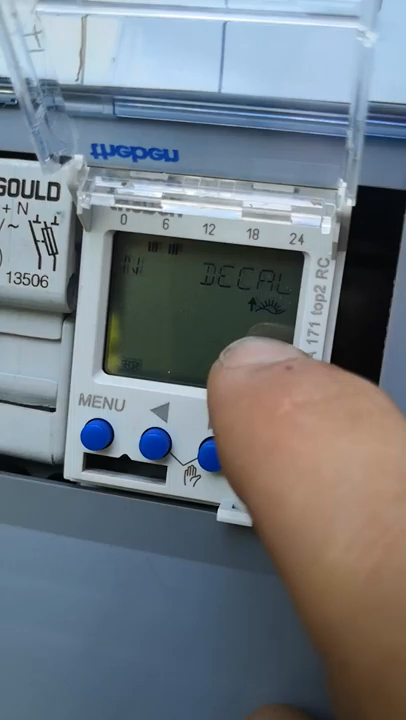 theben
GOULD
+ N
13506
0 6 12 18 24
DECAL
171 top2 RC
MENU